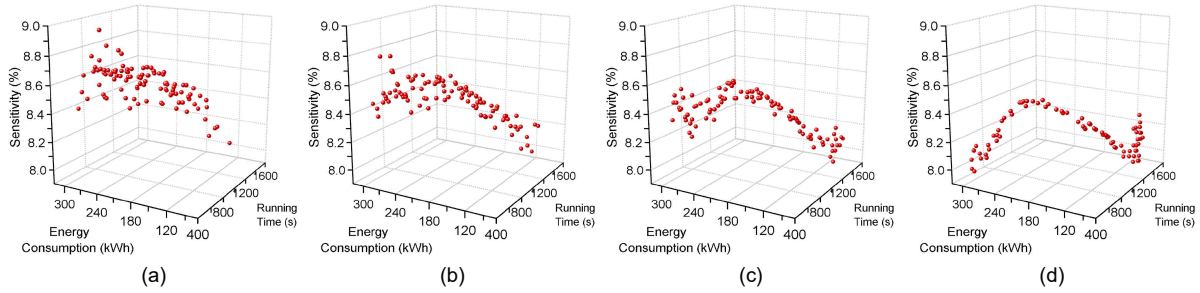 9.0
8.8
8.6
8.4
8.2
8.0
Sensitivity (%)
300
240
180
120
400
800
1200
1600
Energy
Consumption (kWh)
Running
Time (s)
(a)
9.0
8.8
8.6
8.4
8.2
8.0
Sensitivity (%)
300
240
180
120
400
800
1200
1600
Energy
Consumption (kWh)
Running
Time (s)
(b)
9.0
8.8
8.6
8.4
8.2
8.0
Sensitivity (%)
300
240
180
120
400
800
1200
1600
Energy
Consumption (kWh)
Running
Time (s)
(c)
9.0
8.8
8.6
8.4
8.2
8.0
Sensitivity (%)
300
240
180
120
400
800
1200
1600
Energy
Consumption (kWh)
Running
Time (s)
(d)